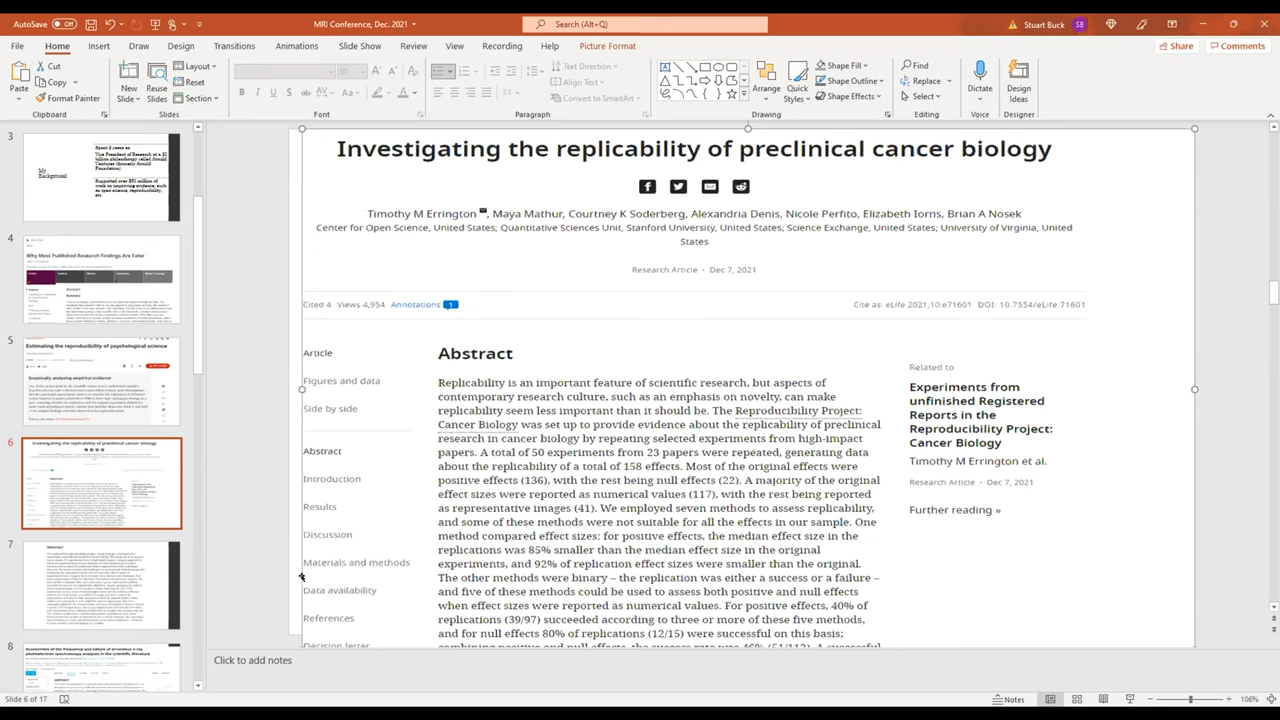 AutoSave Off
MRI Conference, Dec. 2021
Search (Alt+Q)
Stuart Buck SB
File Home Insert Draw Design Transitions Animations Slide Show Review View Recording Help Picture Format
Share Comments
Paste
Cut
Copy
Format Painter
Clipboard
New Slide
Reuse Slides
Layout
Reset
Section
Slides
Font
Text Direction
Align Text
Convert to SmartArt
Paragraph
Arrange
Quick Styles
Shape Fill
Shape Outline
Shape Effects
Drawing
Find
Replace
Select
Editing
Dictate
Voice
Design Ideas
Designer
3
My Background
4
Why Most Published Research Findings Are False
5
Estimating the reproducibility of psychological science
6
Investigating the replicability of preclinical cancer biology
7
Abstract
8
Investigating the replicability of preclinical cancer biology
Timothy M Errington, Maya Mathur, Courtney K Soderberg, Alexandria Denis, Nicole Perfito, Elizabeth Iorns, Brian A Nosek
Center for Open Science, United States; Quantitative Sciences Unit, Stanford University, United States; Science Exchange, United States; University of Virginia, United
States
Research Article • Dec 7, 2021
Cited 4 Views 4,954 Annotations 1
Cite as: eLife 2021;10:e71601 DOI: 10.7554/eLife.71601
Article
Figures and data
Side by side
Abstract
Introduction
Results
Discussion
Materials and methods
Data availability
References
Decision letter
Abstract
Replicability is an important feature of scientific research, but aspects of
contemporary research culture, such as an emphasis on novelty, can make
replicability seem less important than it should be. The Reproducibility Project:
Cancer Biology was set up to provide evidence about the replicability of preclinical
research in cancer biology by repeating selected experiments from high-impact
papers. A total of 50 experiments from 23 papers were repeated, generating data
about the replicability of a total of 158 effects. Most of the original effects were
positive effects (136), with the rest being null effects (22). A majority of the original
effect sizes were reported as numerical values (117), with the rest reported
as representative images (41). We employed seven methods to assess replicability,
and some of these methods were not suitable for all the effects in our sample. One
method compared effect sizes: for positive effects, the median effect size in the
replications was 85% smaller than the median effect size in the original
experiments, and 92% of replication effect sizes were smaller than the original.
The other methods were binary – the replication was either a success or a failure –
and five of these methods could be used to assess both positive and null effects
when effect sizes were reported as numerical values. For positive effects, 40% of
replications (39/97) succeeded according to three or more of these five methods,
and for null effects 80% of replications (12/15) were successful on this basis;
Related to
Experiments from
unfinished Registered
Reports in the
Reproducibility Project:
Cancer Biology
Timothy M Errington et al.
Research Article • Dec 7, 2021
Further reading »
Click to add notes
Slide 6 of 17
Notes
106%